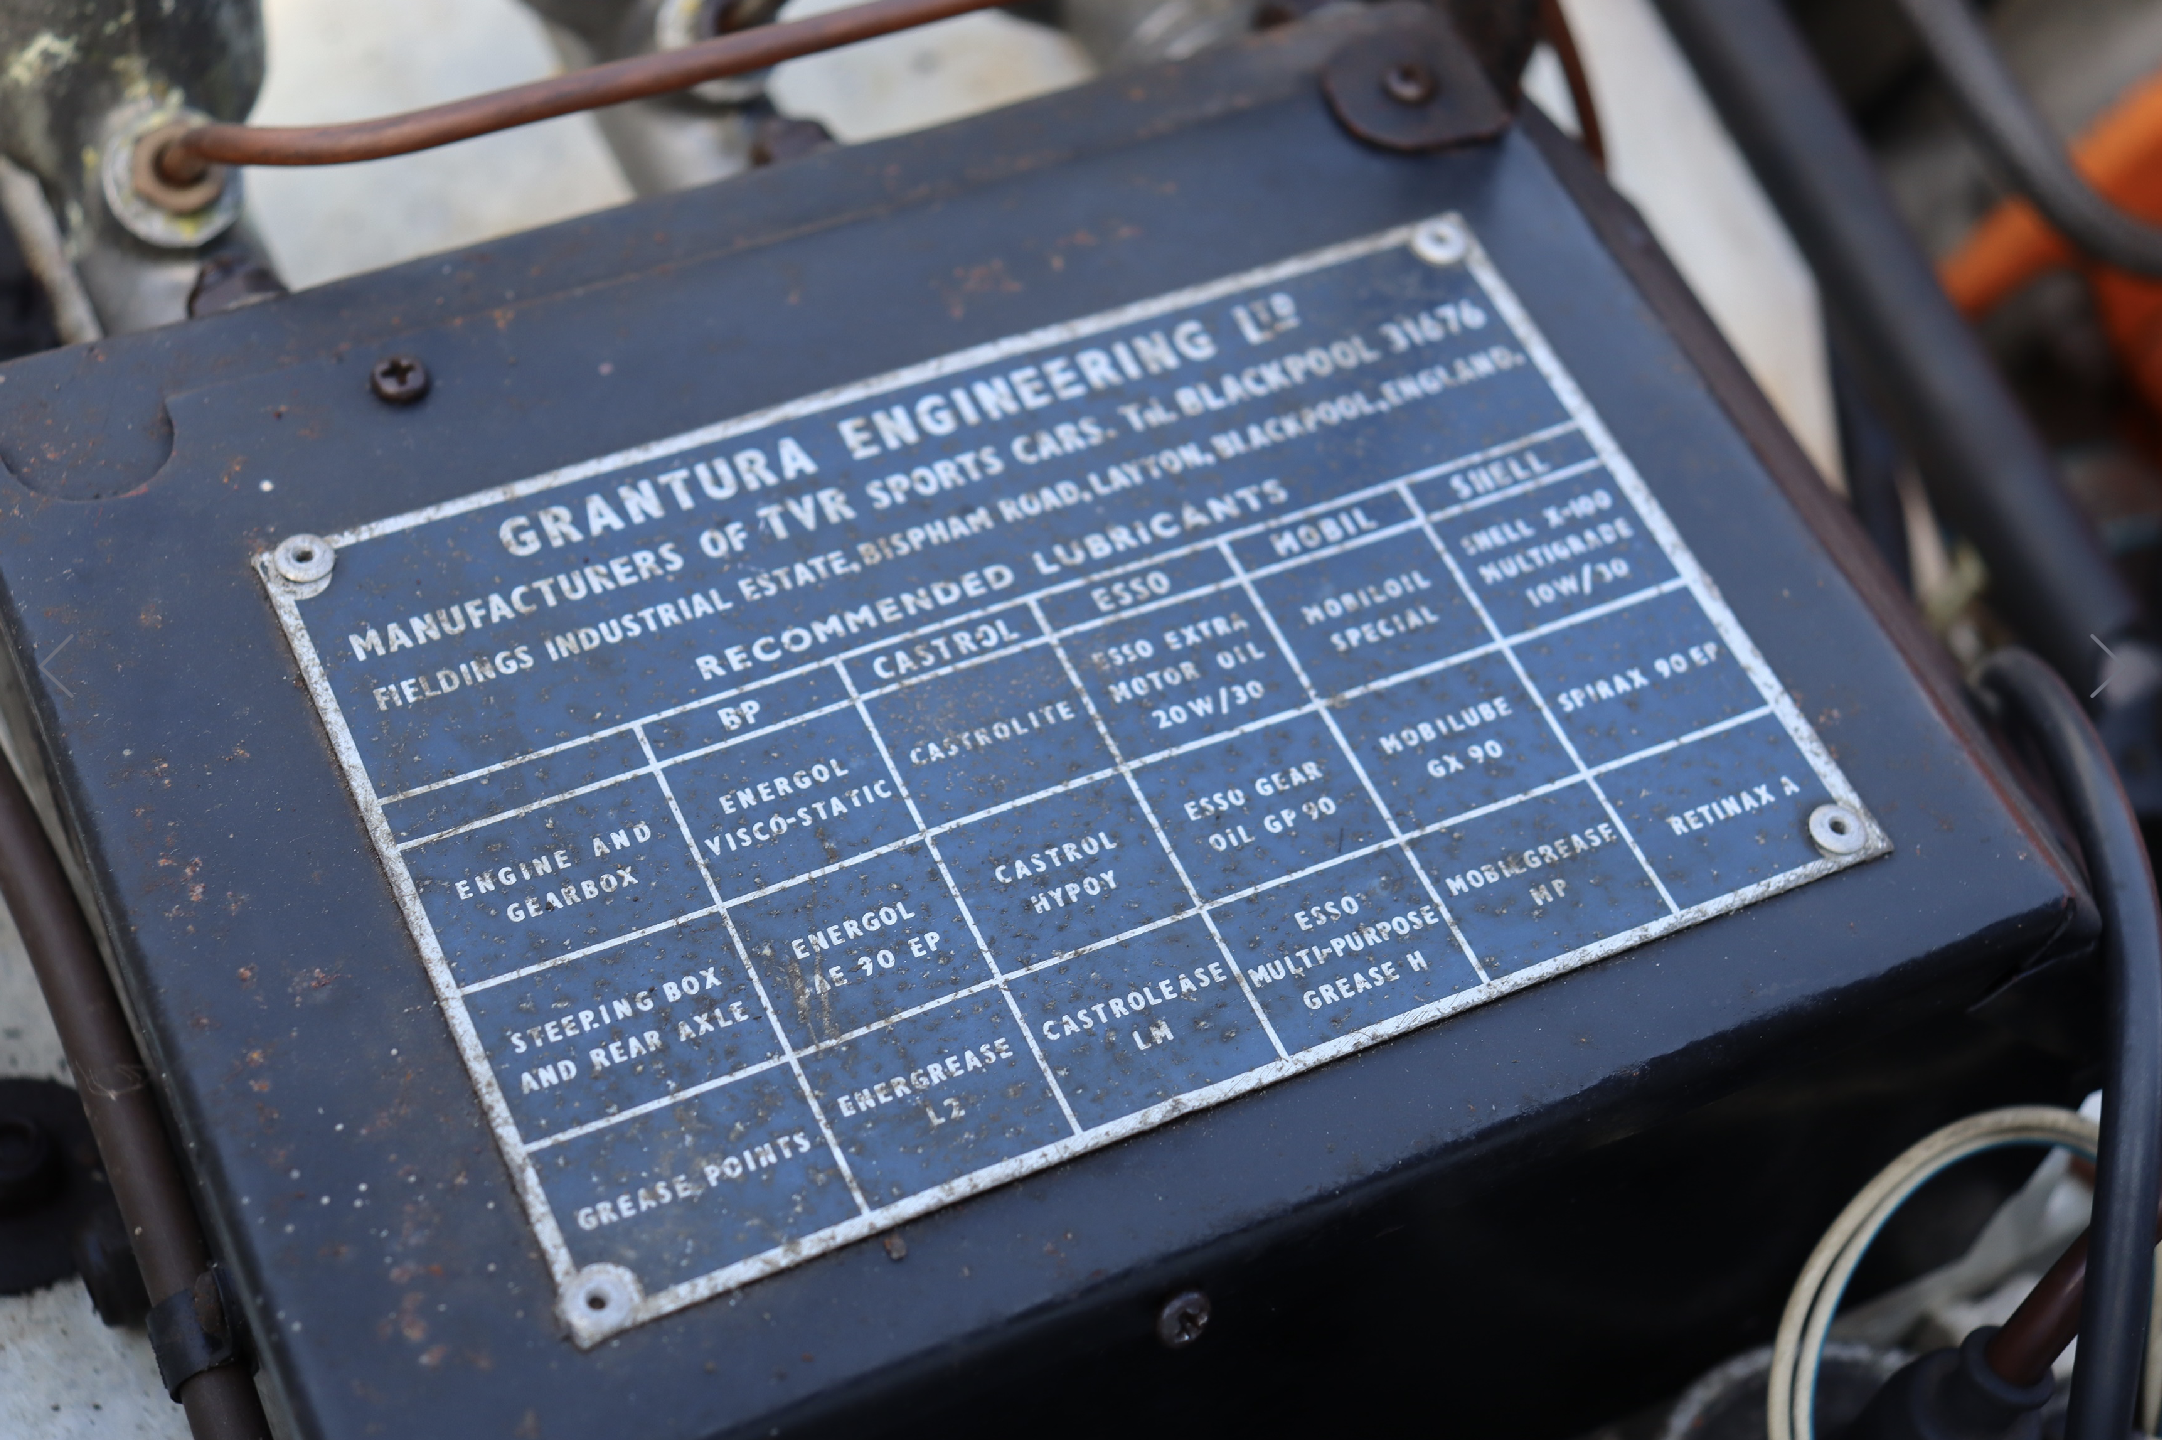 GRANTURA ENGINEERING LTD
MANUFACTURERS OF TVR SPORTS CARS. TEL BLACKPOOL 31676
FIELDINGS INDUSTRIAL ESTATE, BISPHAM ROAD, LAYTON, BLACKPOOL, ENGLAND.
RECOMMENDED LUBRICANTS
BP CASTROL ESSO MOBIL SHELL
ENGINE AND
GEARBOX
ENERGOL
VISCO-STATIC
CASTROLITE
ESSO EXTRA
MOTOR OIL
20W/30
MOBILOIL
SPECIAL
SHELL X-100
MULTIGRADE
10W/30
STEERING BOX
AND REAR AXLE
ENERGOL
AE 90 EP
CASTROL
HYPOY
ESSO GEAR
OIL GP 90
MOBILUBE
GX 90
SPIRAX 90 EP
GREASE POINTS
ENERGREASE
L2
CASTROLEASE
LM
ESSO
MULTI-PURPOSE
GREASE H
MOBILGREASE
MP
RETINAX A